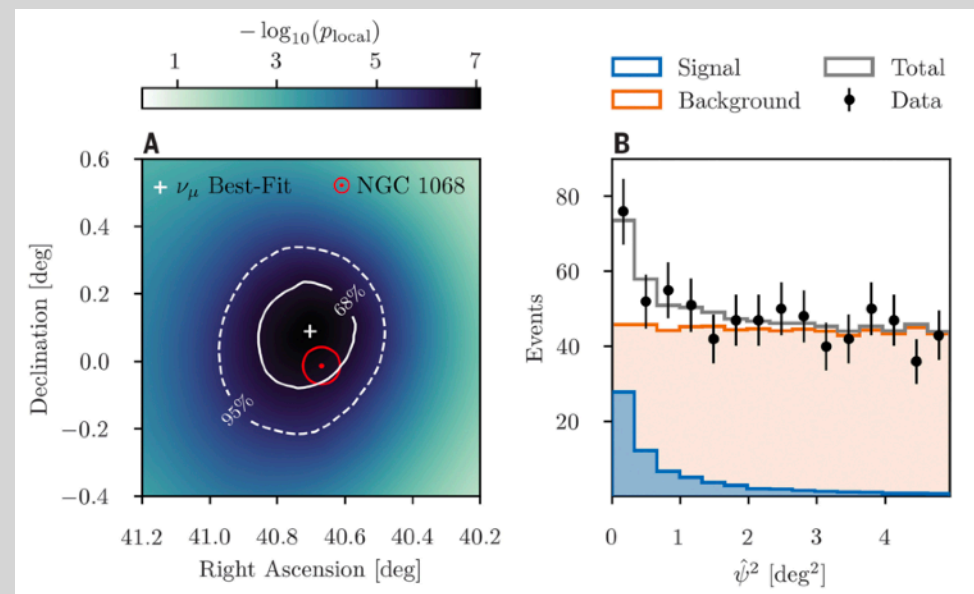 − log₁₀(p_local)
1 3 5 7
A
+ ν_μ Best-Fit ⊙ NGC 1068
0.6
0.4
0.2
0.0
−0.2
−0.4
68%
95%
Declination [deg]
41.2 41.0 40.8 40.6 40.4 40.2
Right Ascension [deg]
Signal Total
Background Data
B
80
60
40
20
Events
0 1 2 3 4
ψ̂² [deg²]